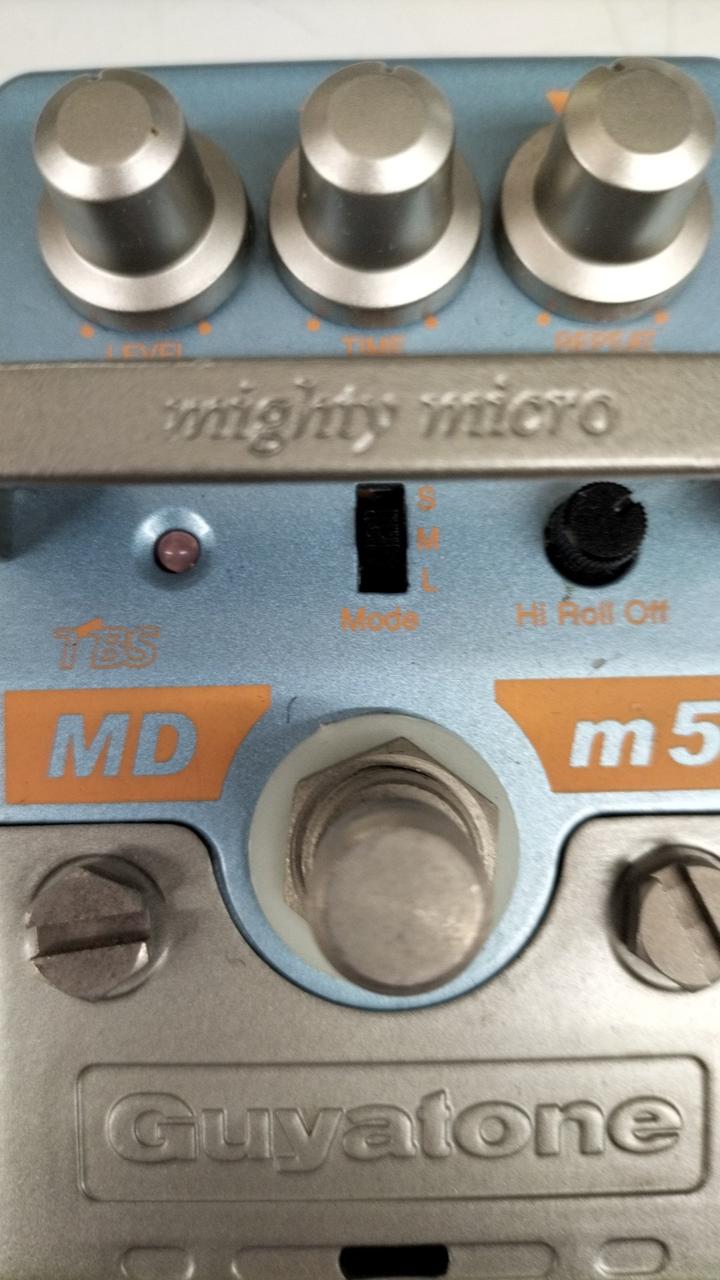 LEVEL TIME REPEAT
mighty micro
S
M
L
Mode Hi Roll Off
TBS
MD m5
Guyatone